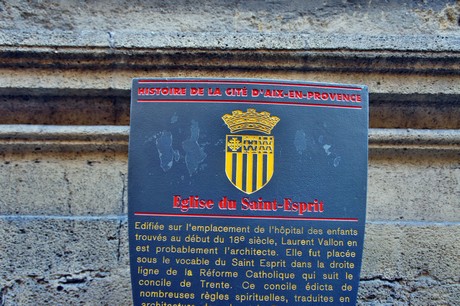 HISTOIRE DE LA CITÉ D'AIX-EN-PROVENCE
Eglise du Saint-Esprit
Edifiée sur l'emplacement de l'hôpital des enfants
trouvés au début du 18e siècle, Laurent Vallon en
est probablement l'architecte. Elle fut placée
sous le vocable du Saint Esprit dans la droite
ligne de la Réforme Catholique qui suit le
concile de Trente. Ce concile édicta de
nombreuses règles spirituelles, traduites en